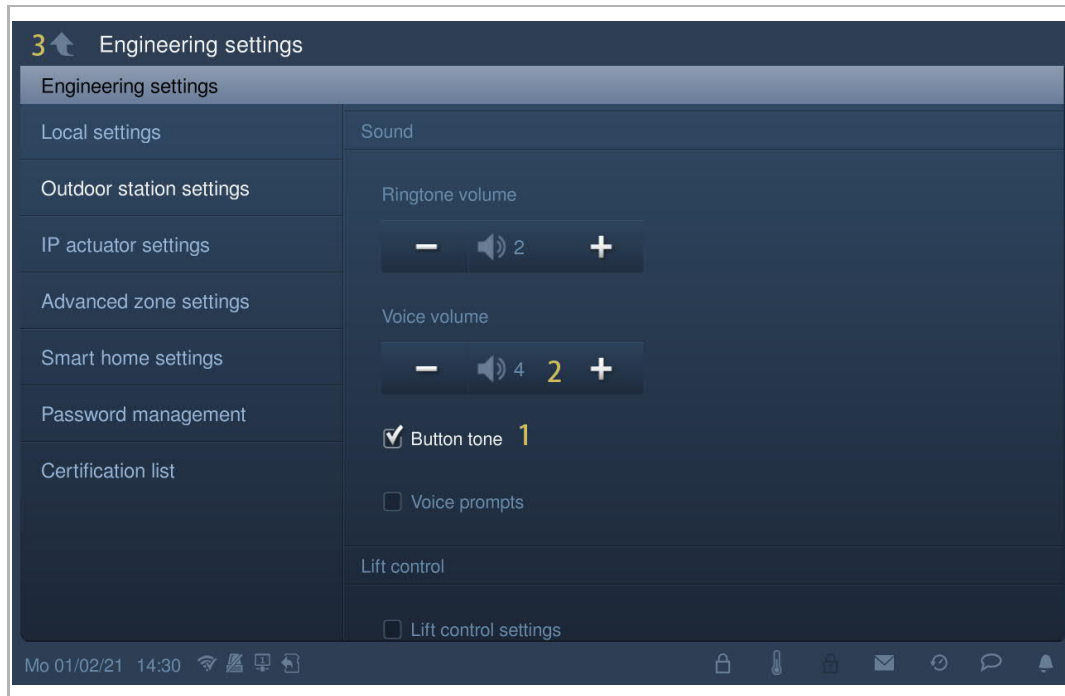 3 Engineering settings
Engineering settings
Local settings
Outdoor station settings
IP actuator settings
Advanced zone settings
Smart home settings
Password management
Certification list
Sound
Ringtone volume
− 2 +
Voice volume
− 4 2 +
Button tone 1
Voice prompts
Lift control
Lift control settings
Mo 01/02/21 14:30